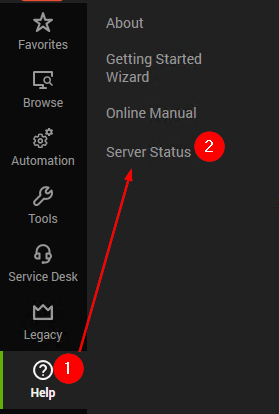 Favorites
Browse
Automation
Tools
Service Desk
Legacy
1
Help
About
Getting Started
Wizard
Online Manual
Server Status 2